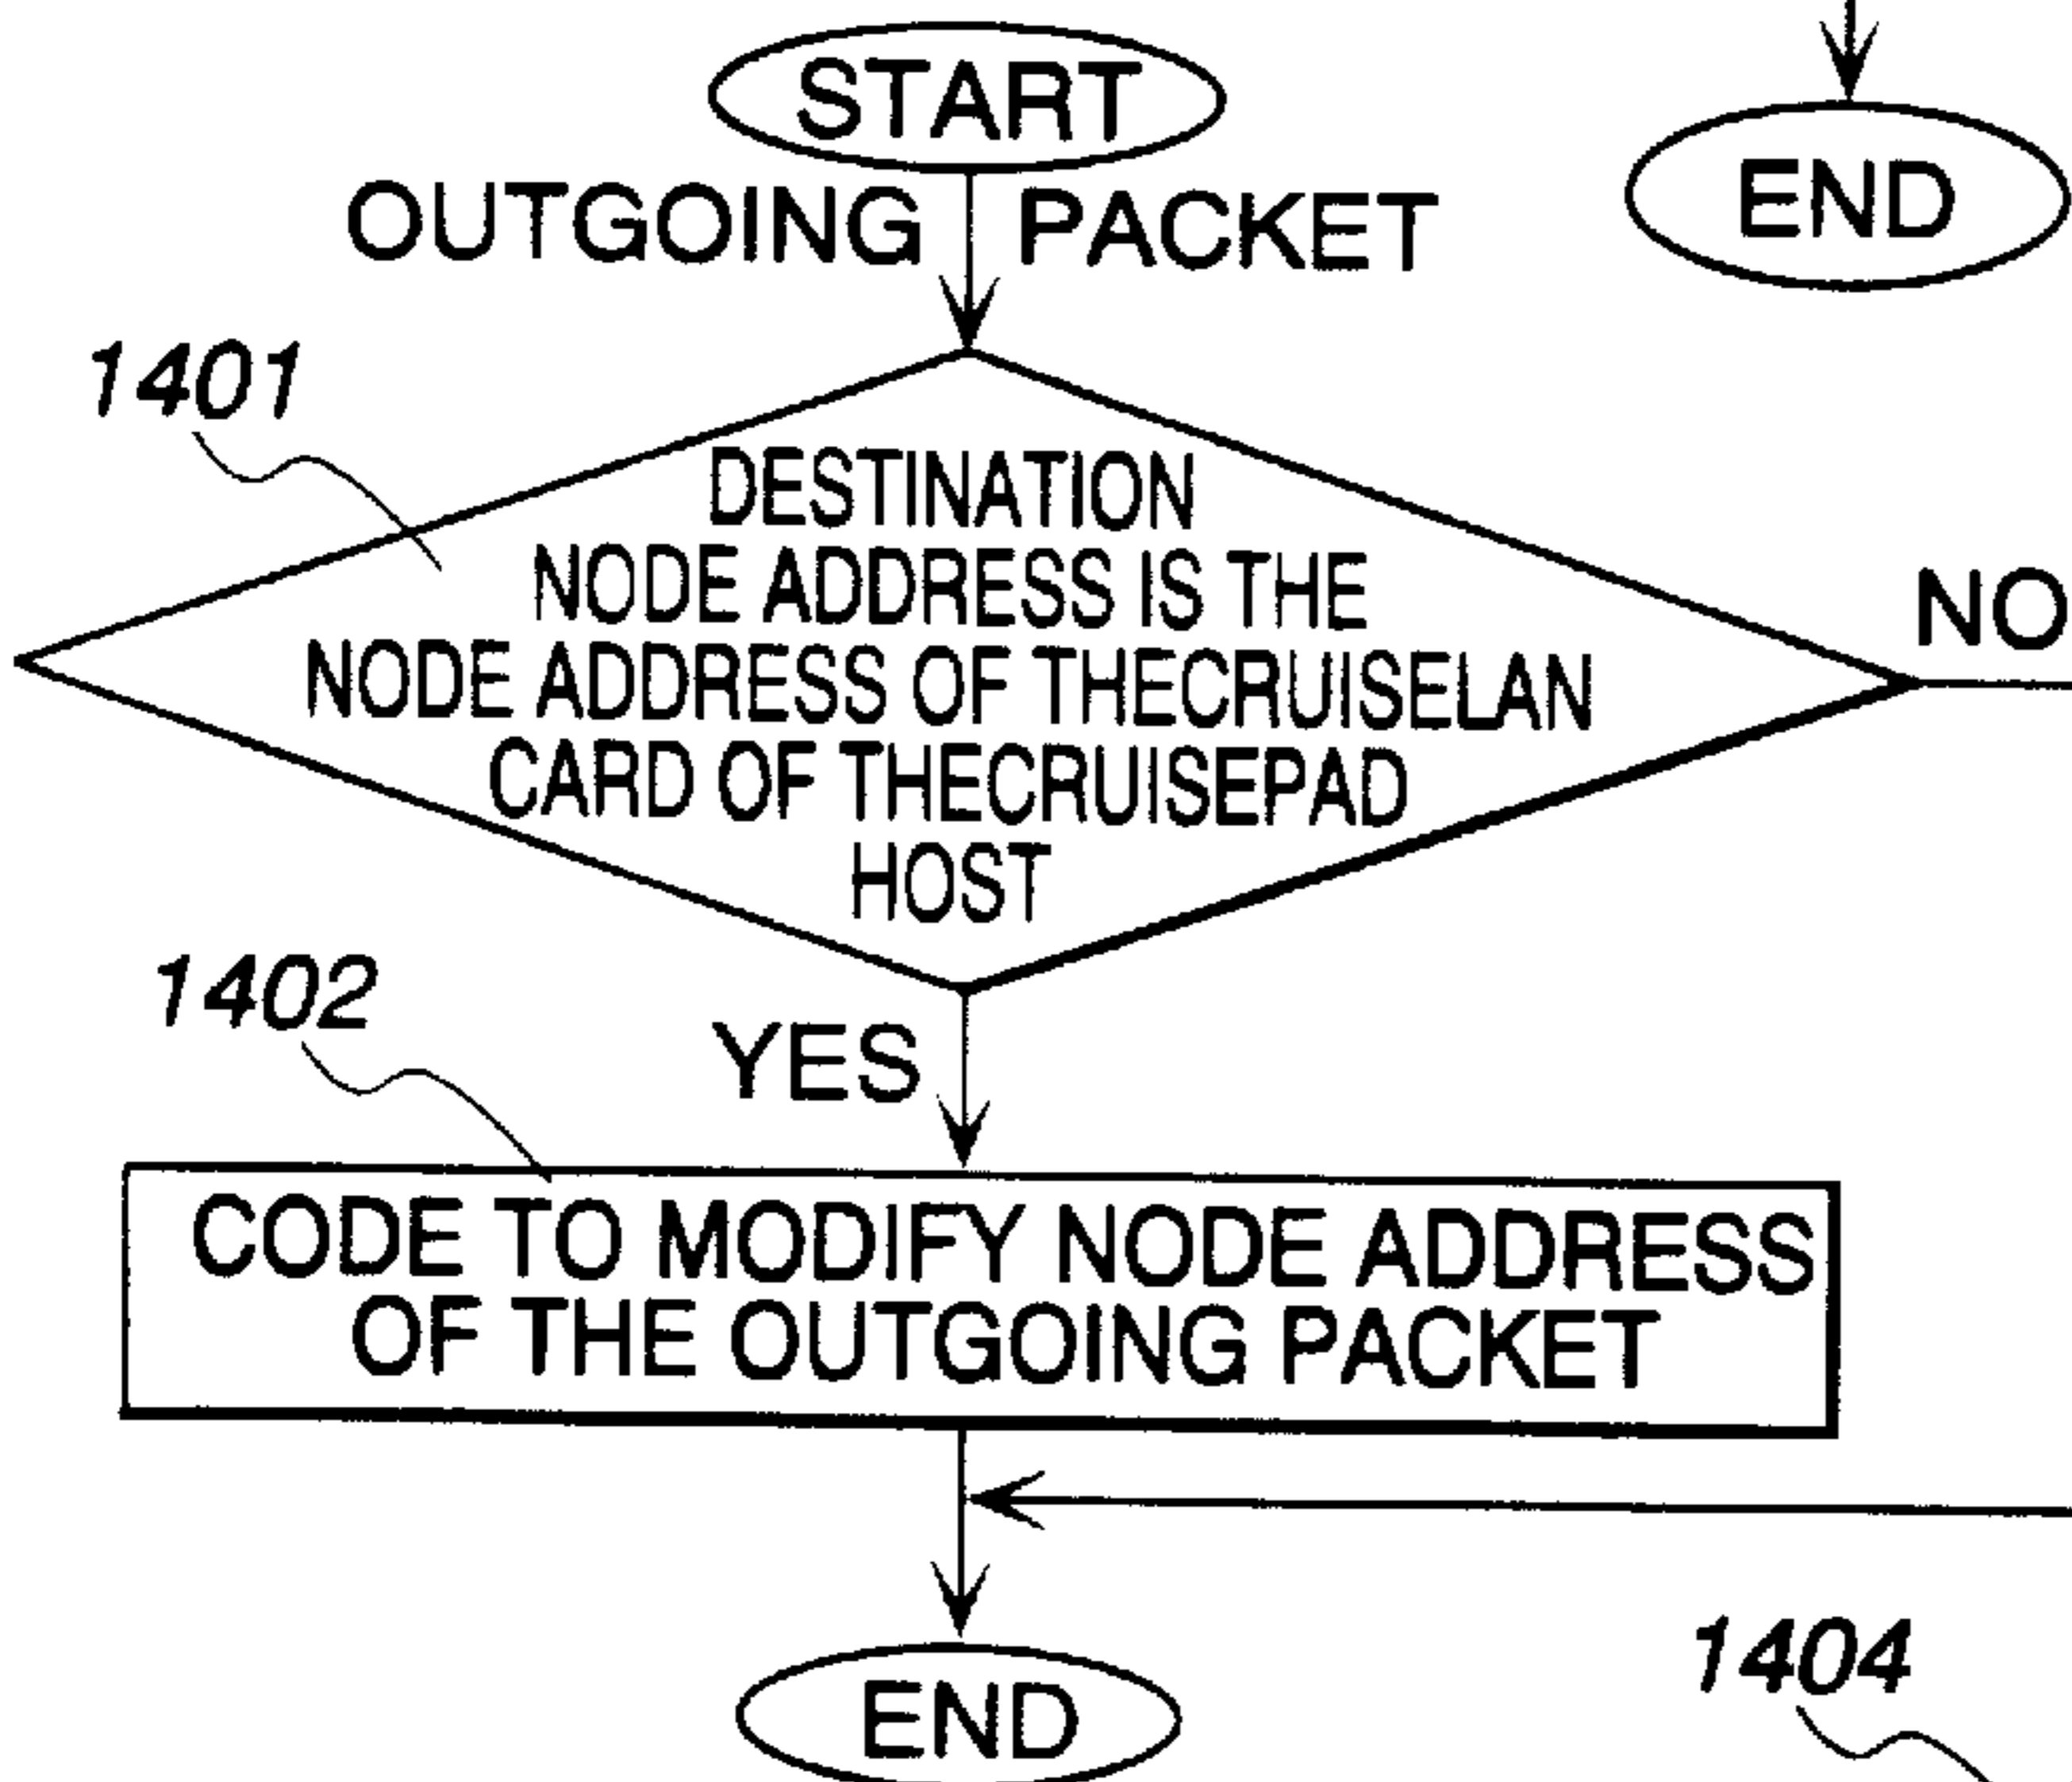 START
END
OUTGOING PACKET
1401
DESTINATION
NODE ADDRESS IS THE
NODE ADDRESS OF THECRUISELAN
CARD OF THECRUISEPAD
HOST
NO
1402
YES
CODE TO MODIFY NODE ADDRESS
OF THE OUTGOING PACKET
END
1404